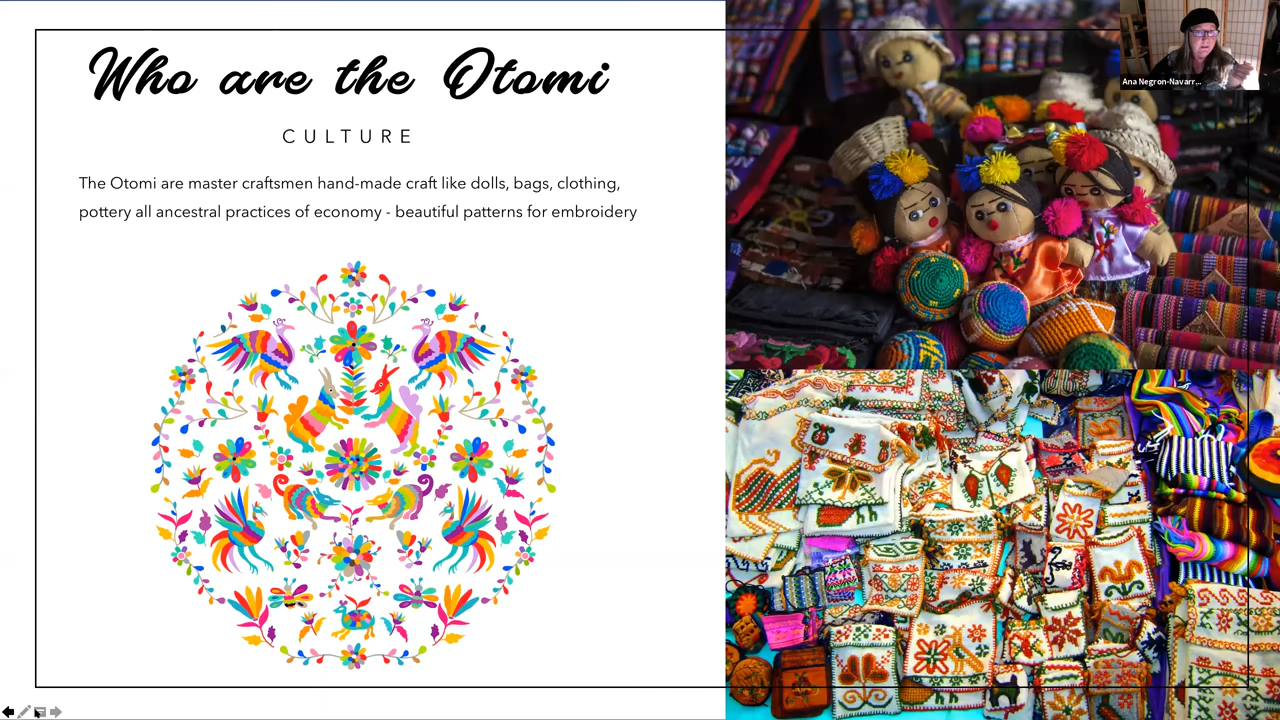 Who are the Otomi
CULTURE
The Otomi are master craftsmen hand-made craft like dolls, bags, clothing,
pottery all ancestral practices of economy - beautiful patterns for embroidery
Ana Negron-Navarr...